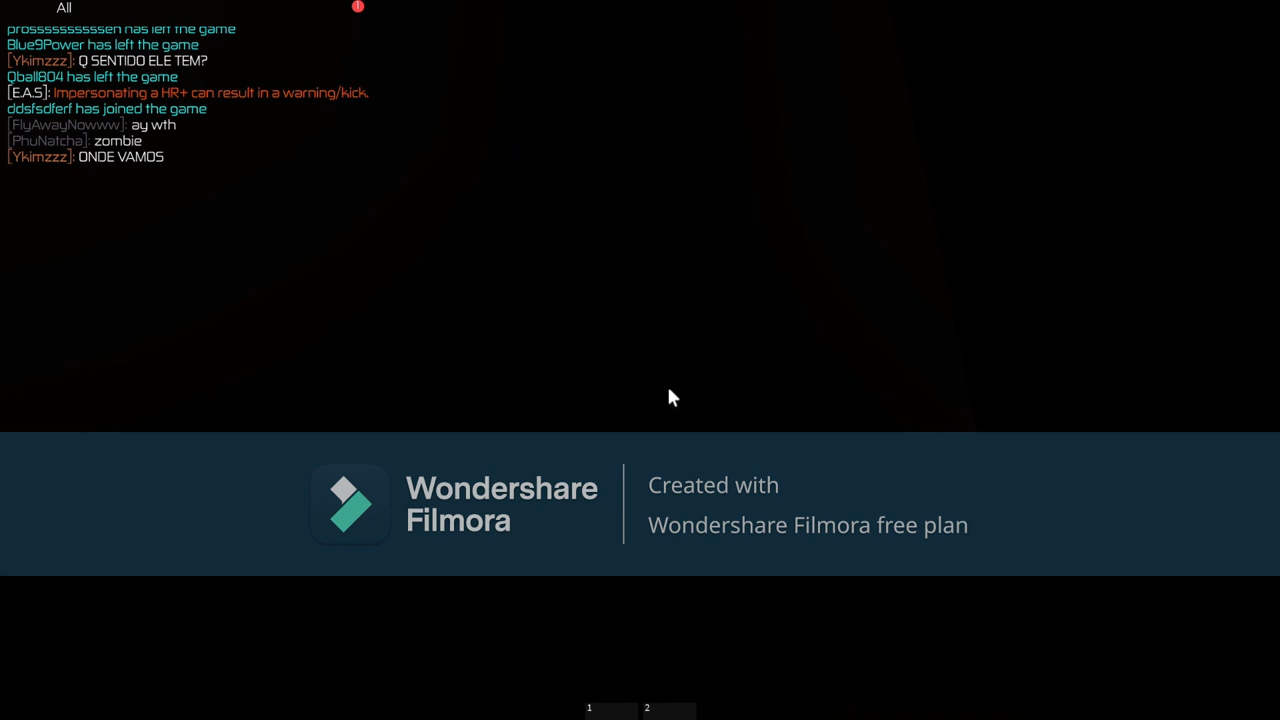 All
!
prossssssssssen has left the game
Blue9Power has left the game
[Ykimzzz]: Q SENTIDO ELE TEM?
Qball804 has left the game
[E.A.S]: Impersonating a HR+ can result in a warning/kick.
ddsfsdferf has joined the game
[FlyAwayNowww]: ay wth
[PhuNatcha]: zombie
[Ykimzzz]: ONDE VAMOS
Wondershare
Filmora
Created with
Wondershare Filmora free plan
1
2